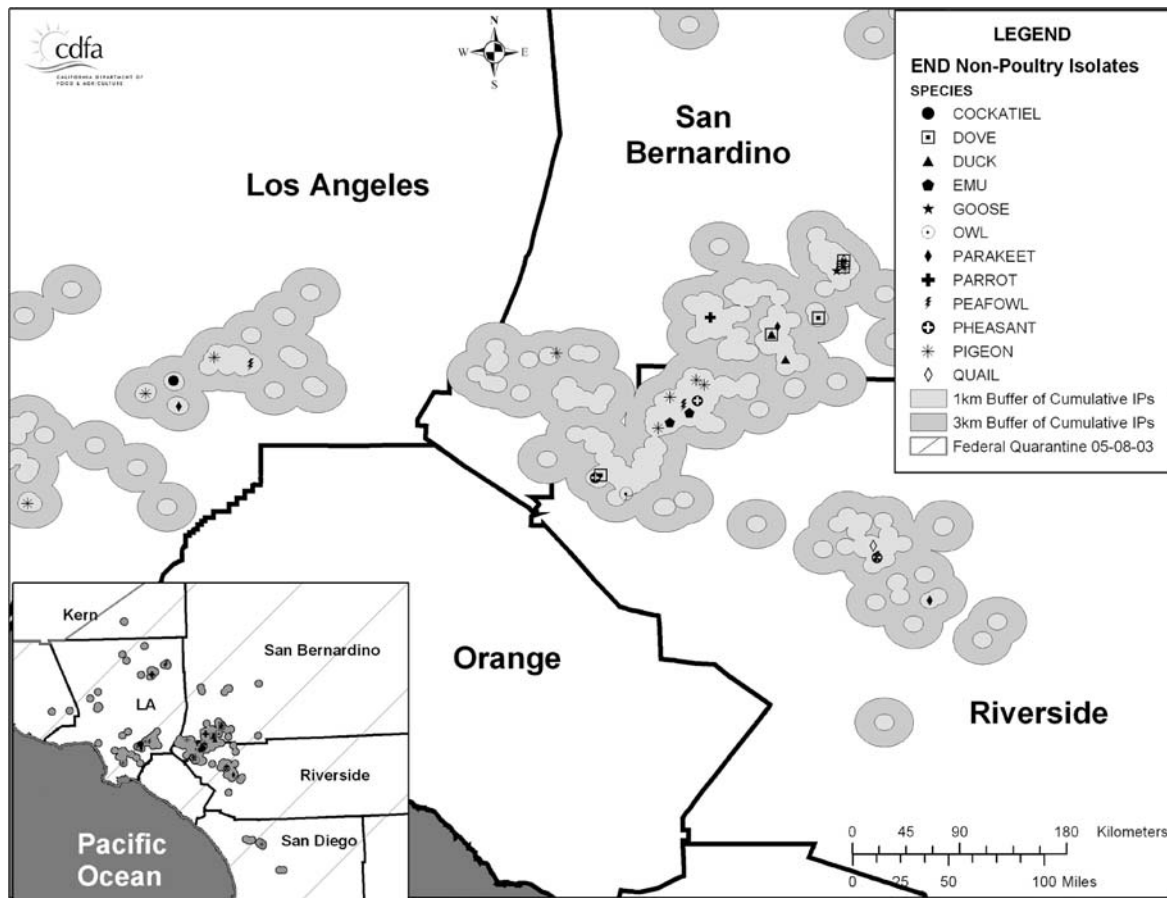 cdfa
CALIFORNIA DEPARTMENT OF
FOOD & AGRICULTURE
N
W E
S
San
Bernardino
Los Angeles
Orange
Riverside
LEGEND
END Non-Poultry Isolates
SPECIES
COCKATIEL
DOVE
DUCK
EMU
GOOSE
OWL
PARAKEET
PARROT
PEAFOWL
PHEASANT
PIGEON
QUAIL
1km Buffer of Cumulative IPs
3km Buffer of Cumulative IPs
Federal Quarantine 05-08-03
Kern
San Bernardino
LA
Riverside
San Diego
Pacific
Ocean
0 45 90 180 Kilometers
0 25 50 100 Miles